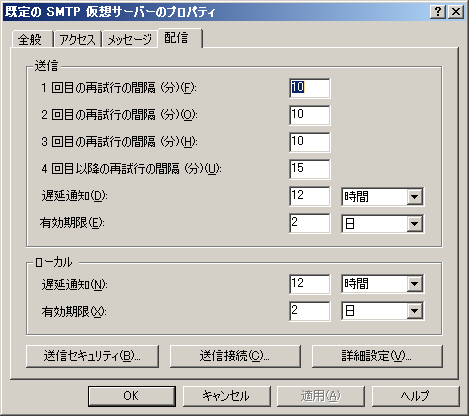 既定の SMTP 仮想サーバーのプロパティ
全般 アクセス メッセージ 配信
送信
1 回目の再試行の間隔 (分)(F): 10
2 回目の再試行の間隔 (分)(O): 10
3 回目の再試行の間隔 (分)(H): 10
4 回目以降の再試行の間隔 (分)(U): 15
遅延通知(D): 12 時間
有効期限(E): 2 日
ローカル
遅延通知(N): 12 時間
有効期限(X): 2 日
送信セキュリティ(B)... 送信接続(C)... 詳細設定(V)...
OK キャンセル 適用(A) ヘルプ